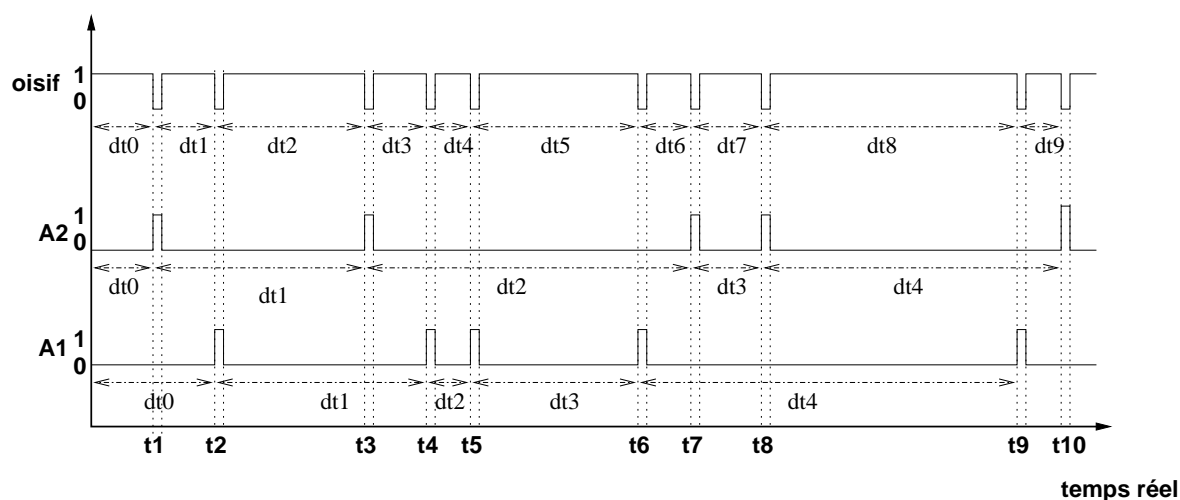 oisif 1
0
dt0 dt1 dt2 dt3 dt4 dt5 dt6 dt7 dt8 dt9
A2 1
0
dt0 dt1 dt2 dt3 dt4
A1 1
0
dt0 dt1 dt2 dt3 dt4
t1 t2 t3 t4 t5 t6 t7 t8 t9 t10
temps réel